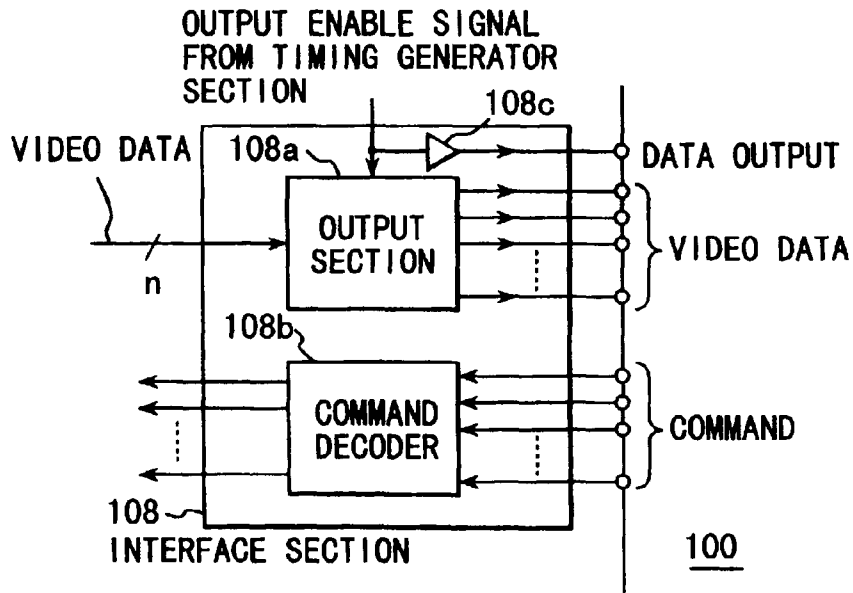 OUTPUT ENABLE SIGNAL
FROM TIMING GENERATOR
SECTION
108c
VIDEO DATA
108a
DATA OUTPUT
OUTPUT
SECTION
VIDEO DATA
n
108b
COMMAND
DECODER
COMMAND
108
INTERFACE SECTION
100